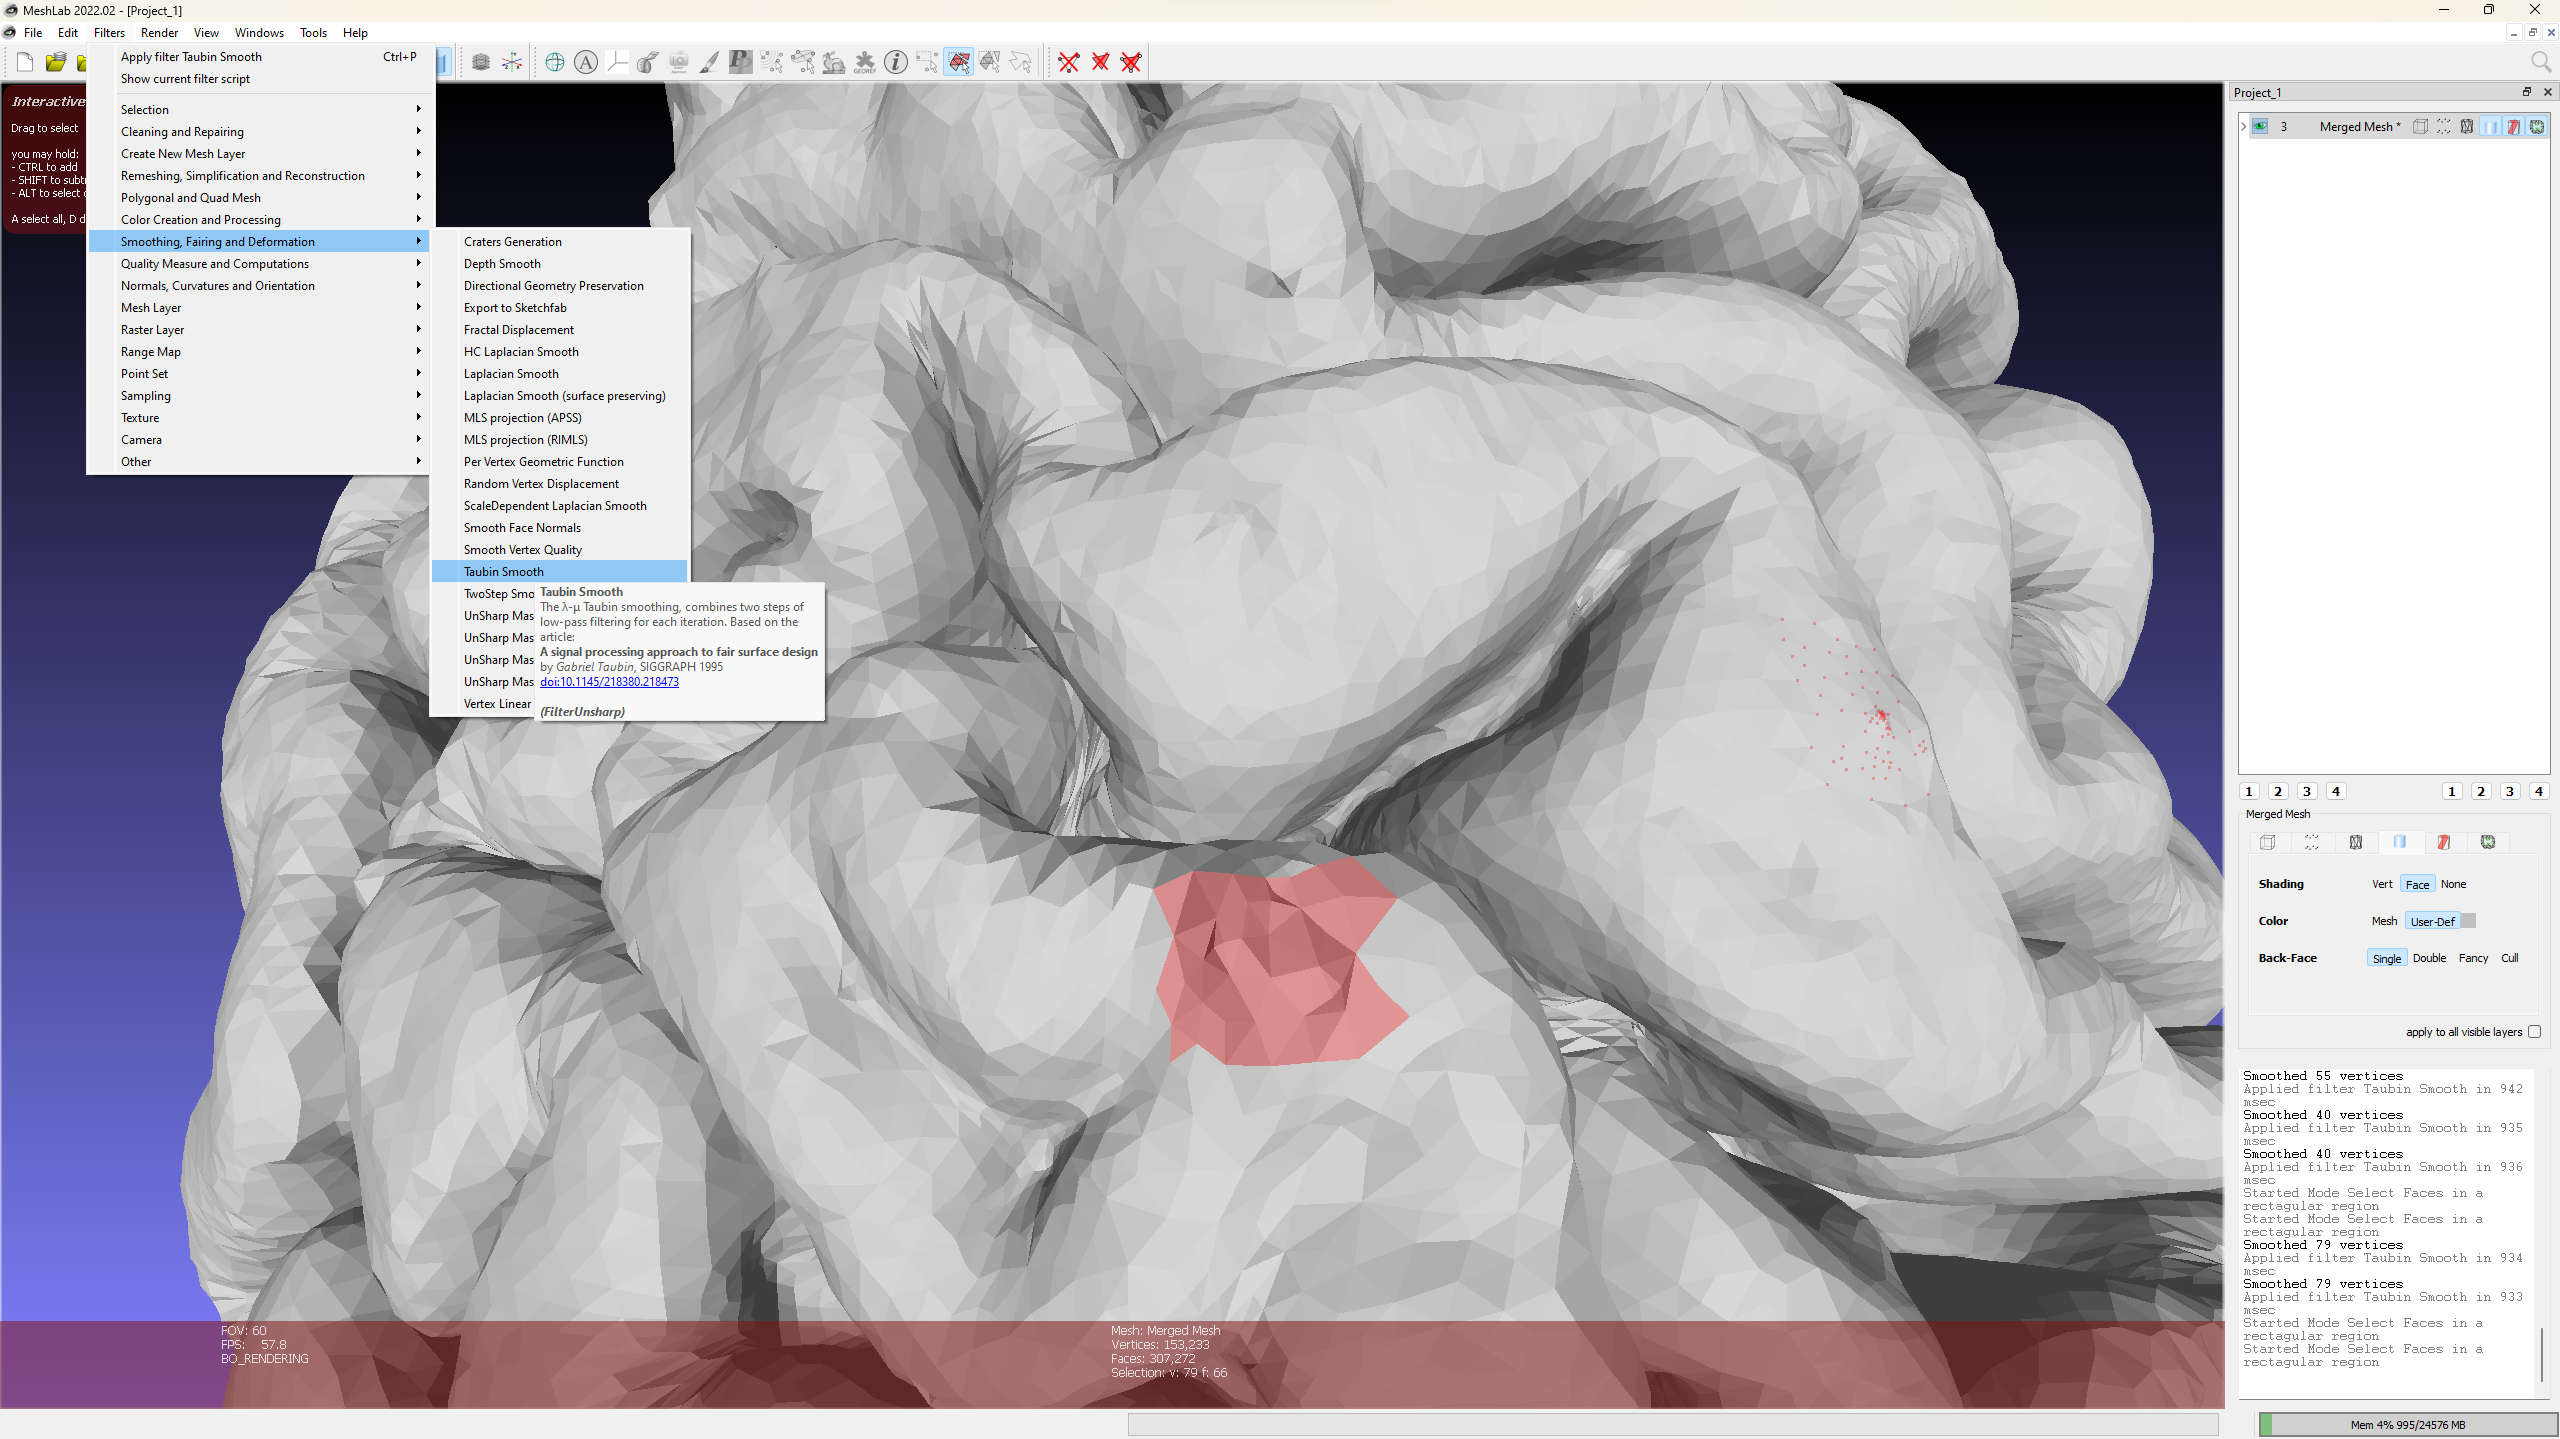 MeshLab 2022.02 - [Project_1]
File Edit Filters Render View Windows Tools Help
Apply filter Taubin Smooth Ctrl+P
Show current filter script
Selection
Cleaning and Repairing
Create New Mesh Layer
Remeshing, Simplification and Reconstruction
Polygonal and Quad Mesh
Color Creation and Processing
Smoothing, Fairing and Deformation
Quality Measure and Computations
Normals, Curvatures and Orientation
Mesh Layer
Raster Layer
Range Map
Point Set
Sampling
Texture
Camera
Other
Interactive
Drag to select
you may hold:
- CTRL to add
- SHIFT to subt
- ALT to select
A select all, D d
Craters Generation
Depth Smooth
Directional Geometry Preservation
Export to Sketchfab
Fractal Displacement
HC Laplacian Smooth
Laplacian Smooth
Laplacian Smooth (surface preserving)
MLS projection (APSS)
MLS projection (RIMLS)
Per Vertex Geometric Function
Random Vertex Displacement
ScaleDependent Laplacian Smooth
Smooth Face Normals
Smooth Vertex Quality
Taubin Smooth
TwoStep Smo
UnSharp Mas
UnSharp Mas
UnSharp Mas
UnSharp Mas
Vertex Linear
Taubin Smooth
The λ-μ Taubin smoothing, combines two steps of
low-pass filtering for each iteration. Based on the
article:
A signal processing approach to fair surface design
by Gabriel Taubin, SIGGRAPH 1995
doi:10.1145/218380.218473
(FilterUnsharp)
FOV: 60
FPS: 57.8
BO_RENDERING
Mesh: Merged Mesh
Vertices: 153,233
Faces: 307,272
Selection: v: 79 f: 66
Project_1
3 Merged Mesh *
1 2 3 4 1 2 3 4
Merged Mesh
Shading Vert Face None
Color Mesh User-Def
Back-Face Single Double Fancy Cull
apply to all visible layers
Smoothed 55 vertices
Applied filter Taubin Smooth in 942
msec
Smoothed 40 vertices
Applied filter Taubin Smooth in 935
msec
Smoothed 40 vertices
Applied filter Taubin Smooth in 936
msec
Started Mode Select Faces in a
rectagular region
Started Mode Select Faces in a
rectagular region
Smoothed 79 vertices
Applied filter Taubin Smooth in 934
msec
Smoothed 79 vertices
Applied filter Taubin Smooth in 933
msec
Started Mode Select Faces in a
rectagular region
Started Mode Select Faces in a
rectagular region
Mem 4% 995/24576 MB